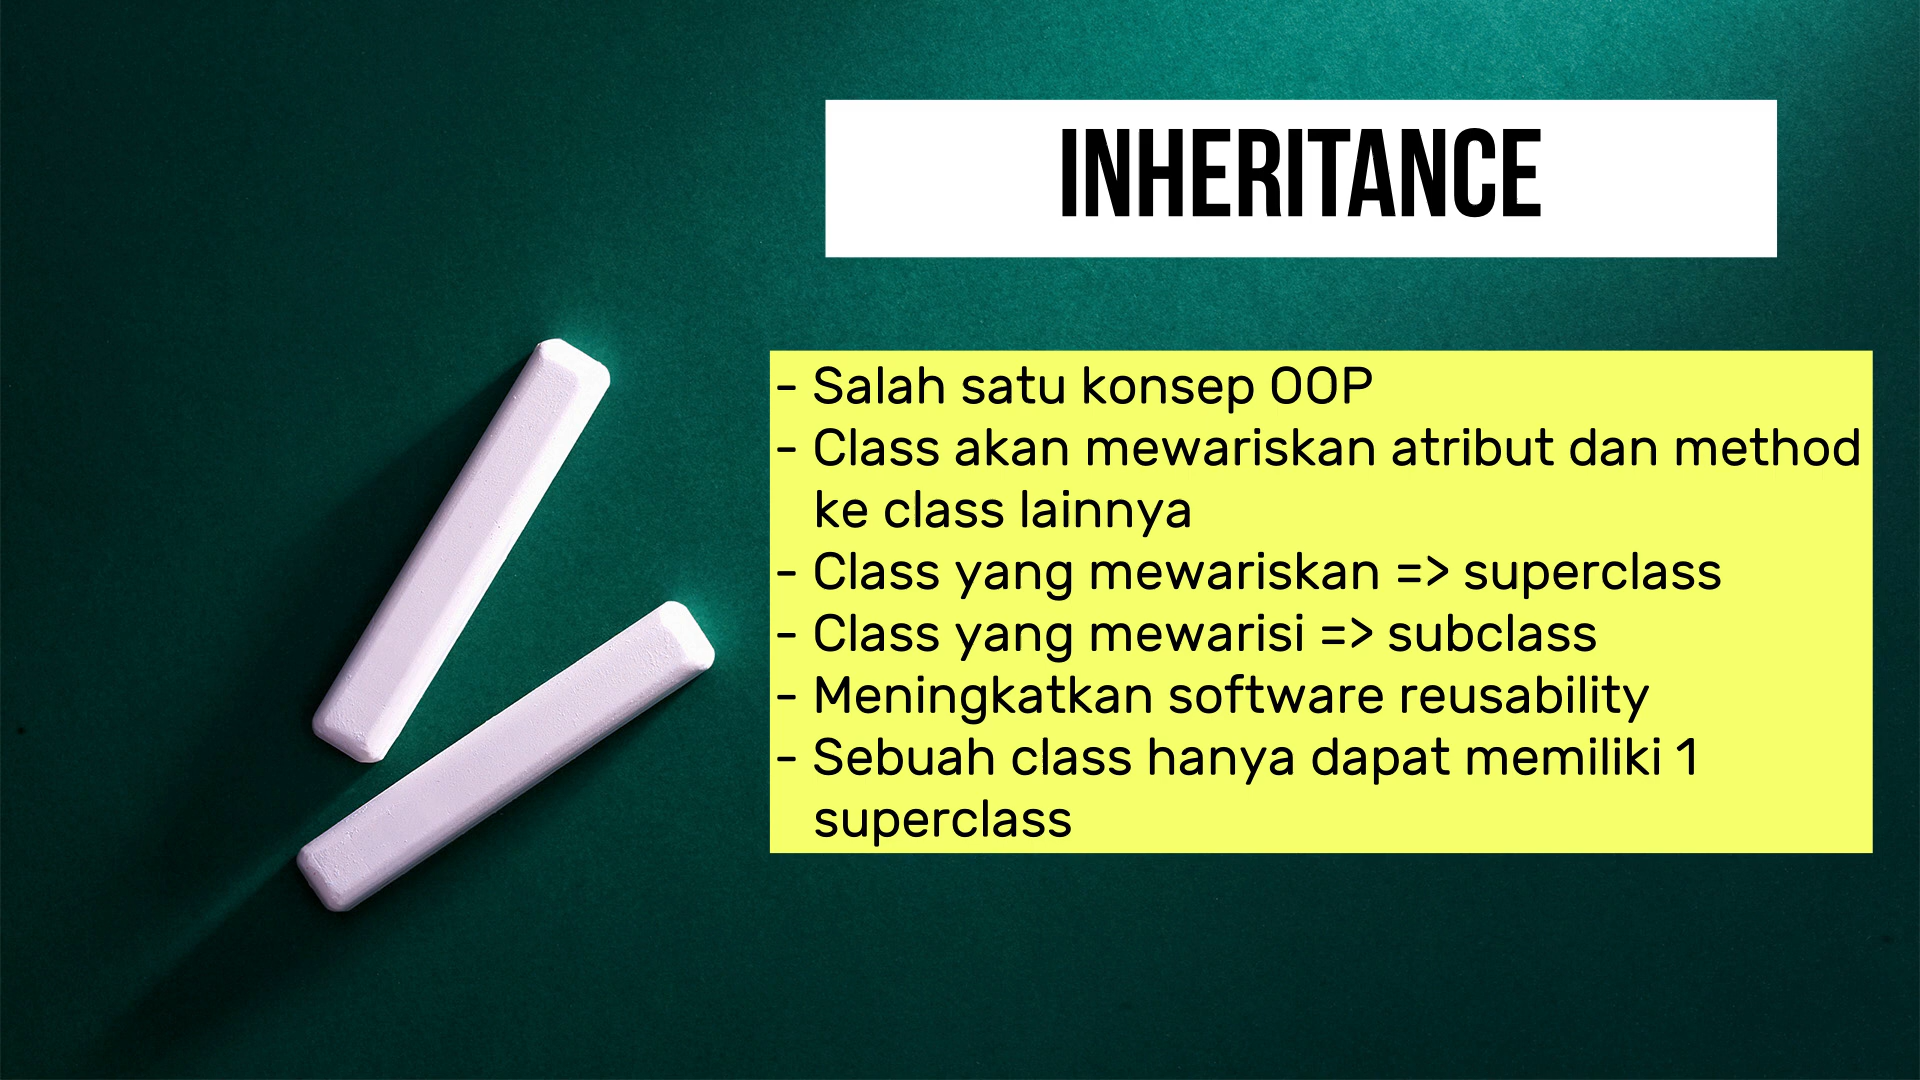 INHERITANCE
- Salah satu konsep OOP
- Class akan mewariskan atribut dan method
ke class lainnya
- Class yang mewariskan => superclass
- Class yang mewarisi => subclass
- Meningkatkan software reusability
- Sebuah class hanya dapat memiliki 1
superclass